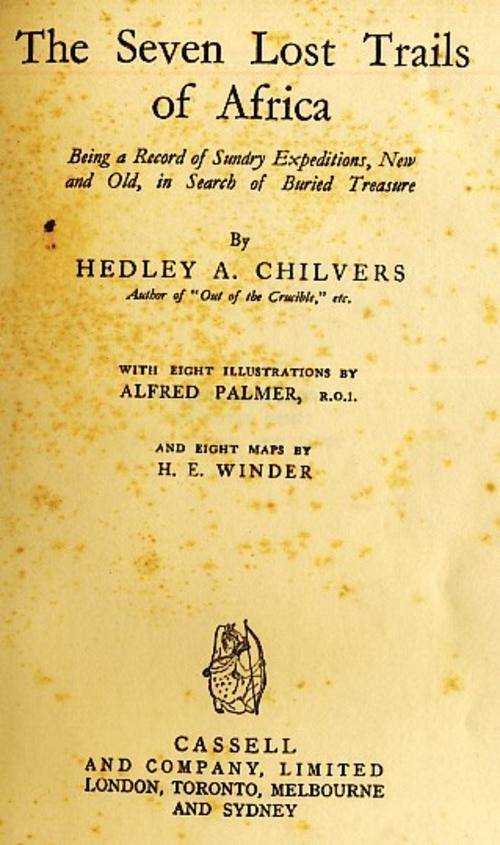 The Seven Lost Trails
of Africa
Being a Record of Sundry Expeditions, New
and Old, in Search of Buried Treasure
By
HEDLEY A. CHILVERS
Author of "Out of the Crucible," etc.
WITH EIGHT ILLUSTRATIONS BY
ALFRED PALMER, R.O.I.
AND EIGHT MAPS BY
H. E. WINDER
CASSELL
AND COMPANY, LIMITED
LONDON, TORONTO, MELBOURNE
AND SYDNEY